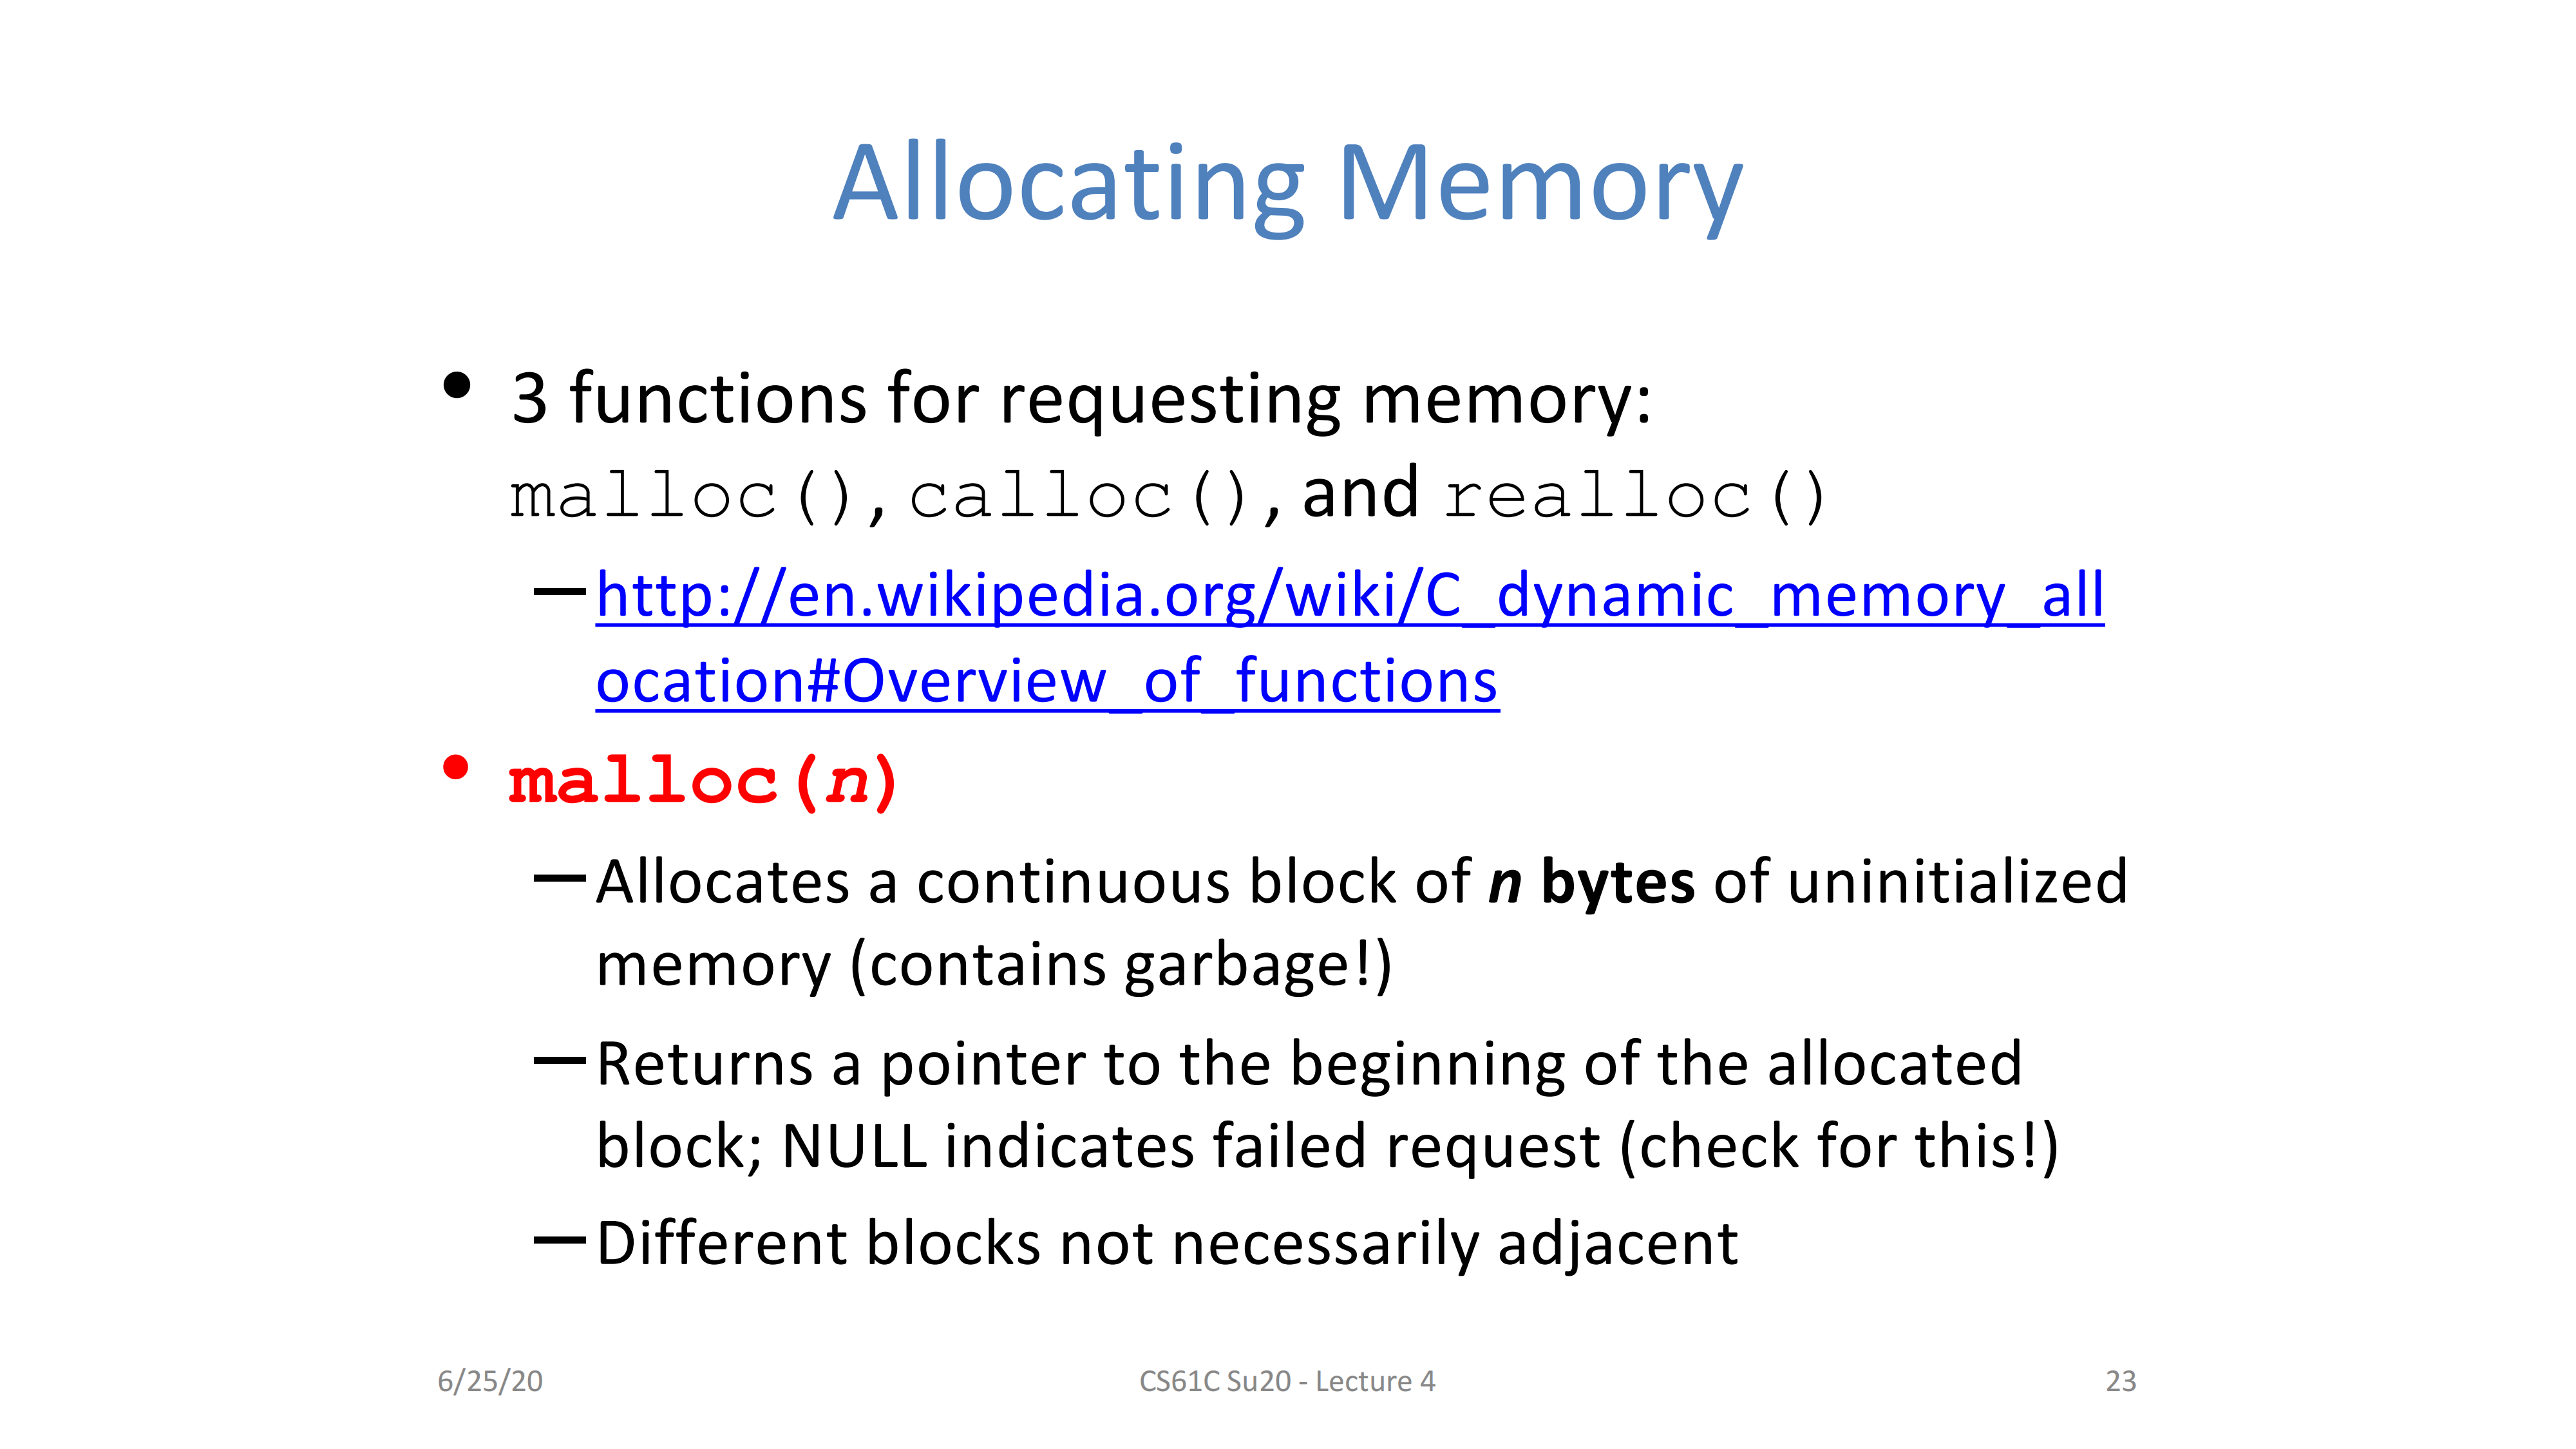 Allocating Memory
• 3 functions for requesting memory:
malloc(), calloc(), and realloc()
–http://en.wikipedia.org/wiki/C_dynamic_memory_all
ocation#Overview_of_functions
• malloc(n)
–Allocates a continuous block of n bytes of uninitialized
memory (contains garbage!)
–Returns a pointer to the beginning of the allocated
block; NULL indicates failed request (check for this!)
–Different blocks not necessarily adjacent
6/25/20
CS61C Su20 - Lecture 4
23